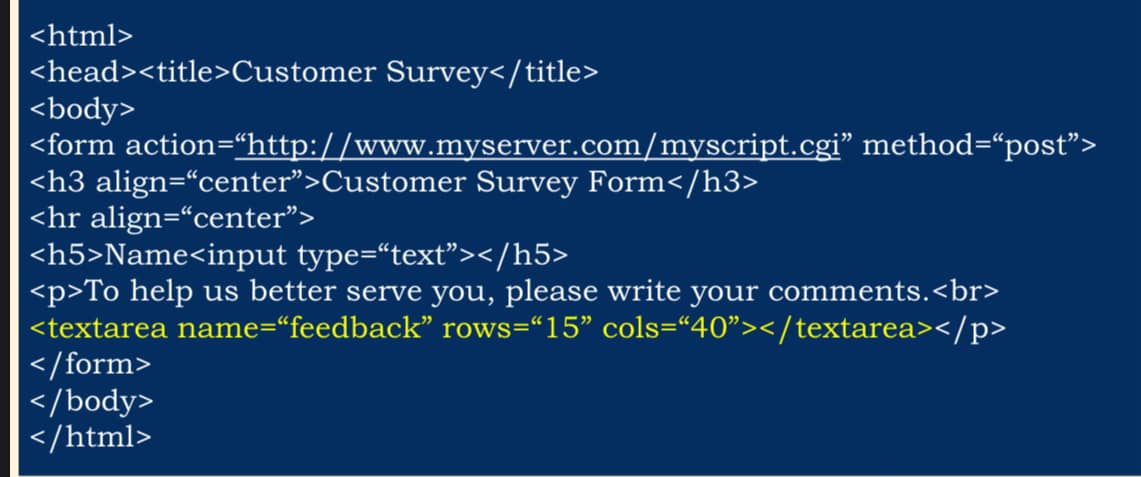 <html>
<head><title>Customer Survey</title>
<body>
<form action=“http://www.myserver.com/myscript.cgi” method=“post”>
<h3 align=“center”>Customer Survey Form</h3>
<hr align=“center”>
<h5>Name<input type=“text”></h5>
<p>To help us better serve you, please write your comments.<br>
<textarea name=“feedback” rows=“15” cols=“40”></textarea></p>
</form>
</body>
</html>